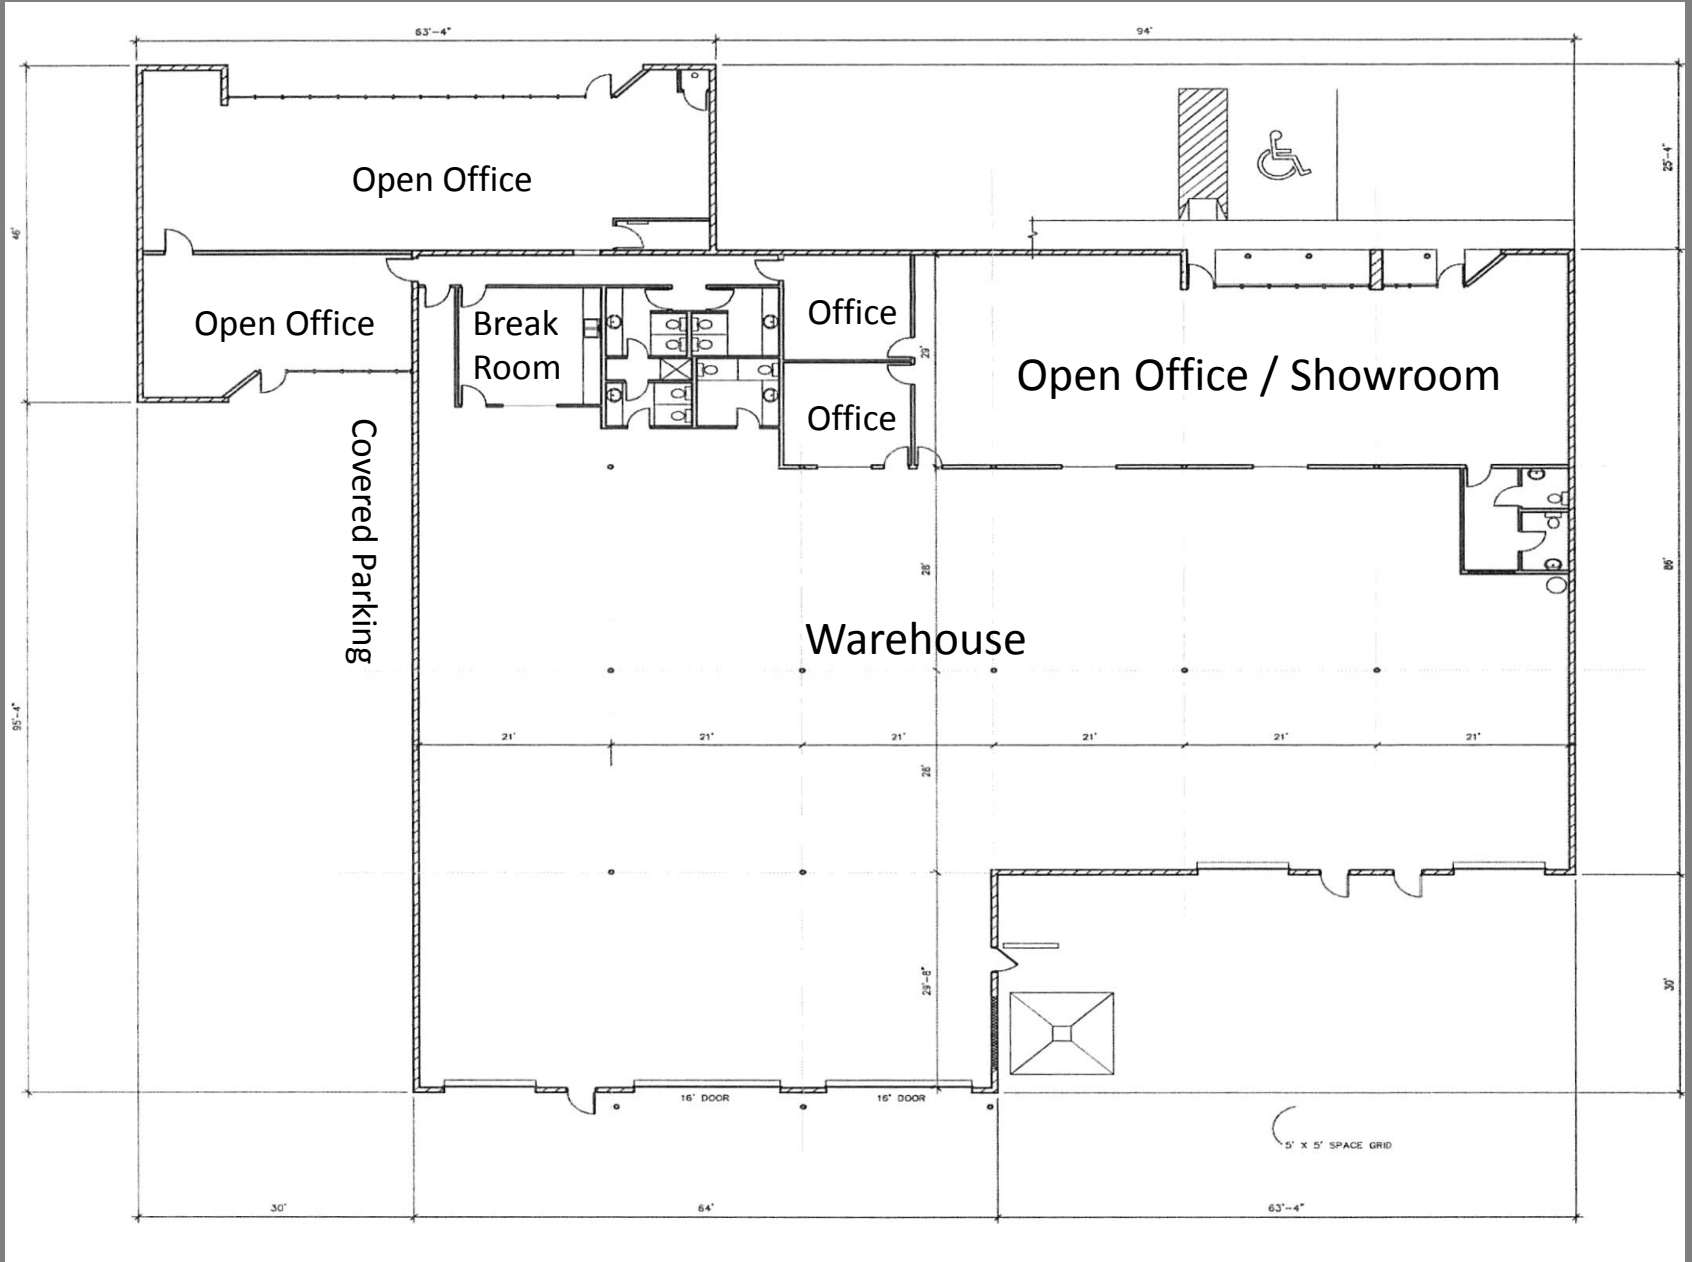 63'-4"
94'
25'-4"
46'
Open Office
Open Office
Break
Room
Office
Office
29'
Open Office / Showroom
Covered Parking
28'
86'
Warehouse
95'-4"
21'
21'
21'
21'
21'
21'
28'
29'-8"
30'
16' DOOR
16' DOOR
5' X 5' SPACE GRID
30'
64'
63'-4"